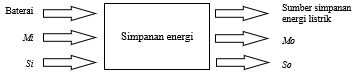 Baterai
Mi
Si
Simpanan energi
Sumber simpanan
energi listrik
Mo
So